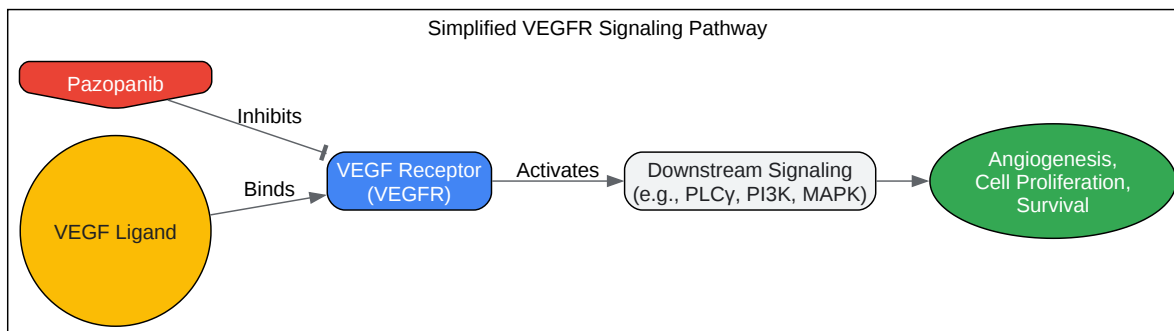 Simplified VEGFR Signaling Pathway
Pazopanib
Inhibits
VEGF Ligand
Binds
VEGF Receptor
(VEGFR)
Activates
Downstream Signaling
(e.g., PLCγ, PI3K, MAPK)
Angiogenesis,
Cell Proliferation,
Survival